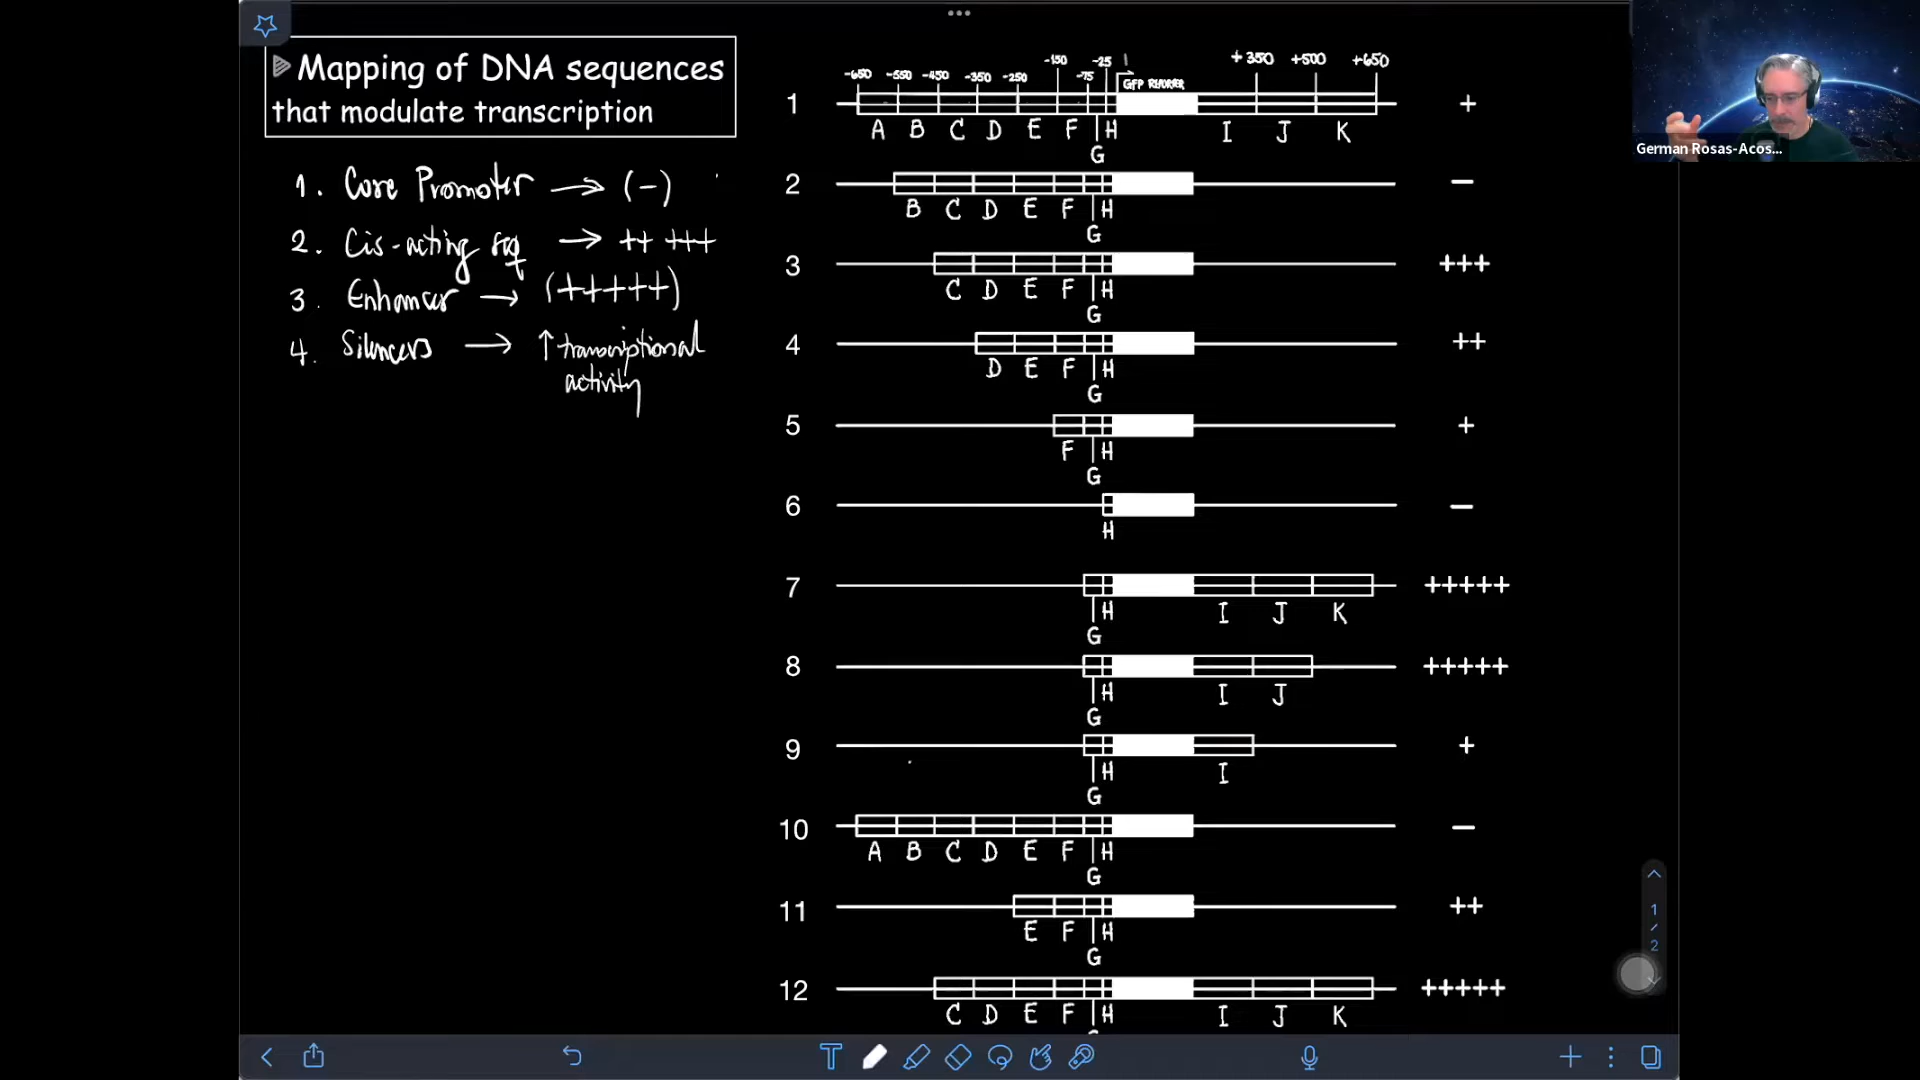 Mapping of DNA sequences
that modulate transcription
1. Core Promoter → (-)
2. Cis-acting seq → ++ +++
3. Enhancer → (+++++)
4. Silencers → ↑ transcriptional
activity
-650 -550 -450 -350 -250 -150 -75 -25 1 +350 +500 +650
GFP REPORTER
1 +
A B C D E F H I J K
G
2 −
B C D E F H
G
3 +++
C D E F H
G
4 ++
D E F H
G
5 +
F H
G
6 −
H
7 +++++
H I J K
G
8 +++++
H I J
G
9 +
H I
G
10 −
A B C D E F H
G
11 ++
E F H
G
12 +++++
C D E F H I J K
German Rosas-Acos...
1
/
2
T